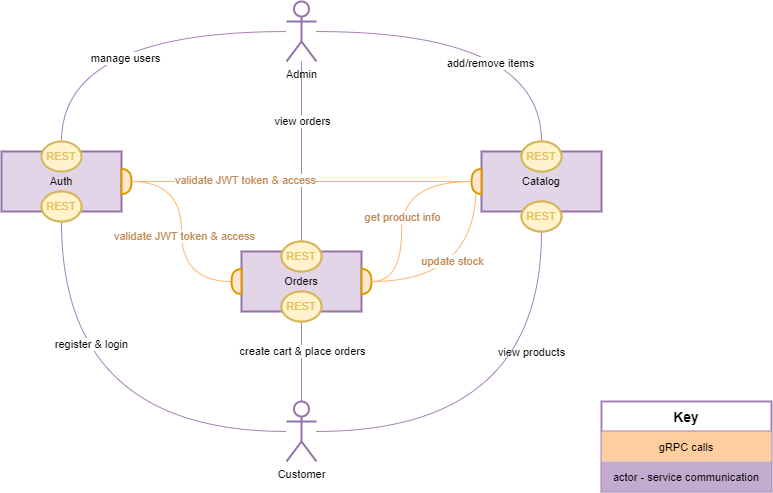 Admin
manage users
add/remove items
view orders
REST
REST
Auth
validate JWT token & access
Catalog
REST
REST
get product info
validate JWT token & access
REST
update stock
Orders
REST
register & login
create cart & place orders
view products
Customer
Key
gRPC calls
actor - service communication